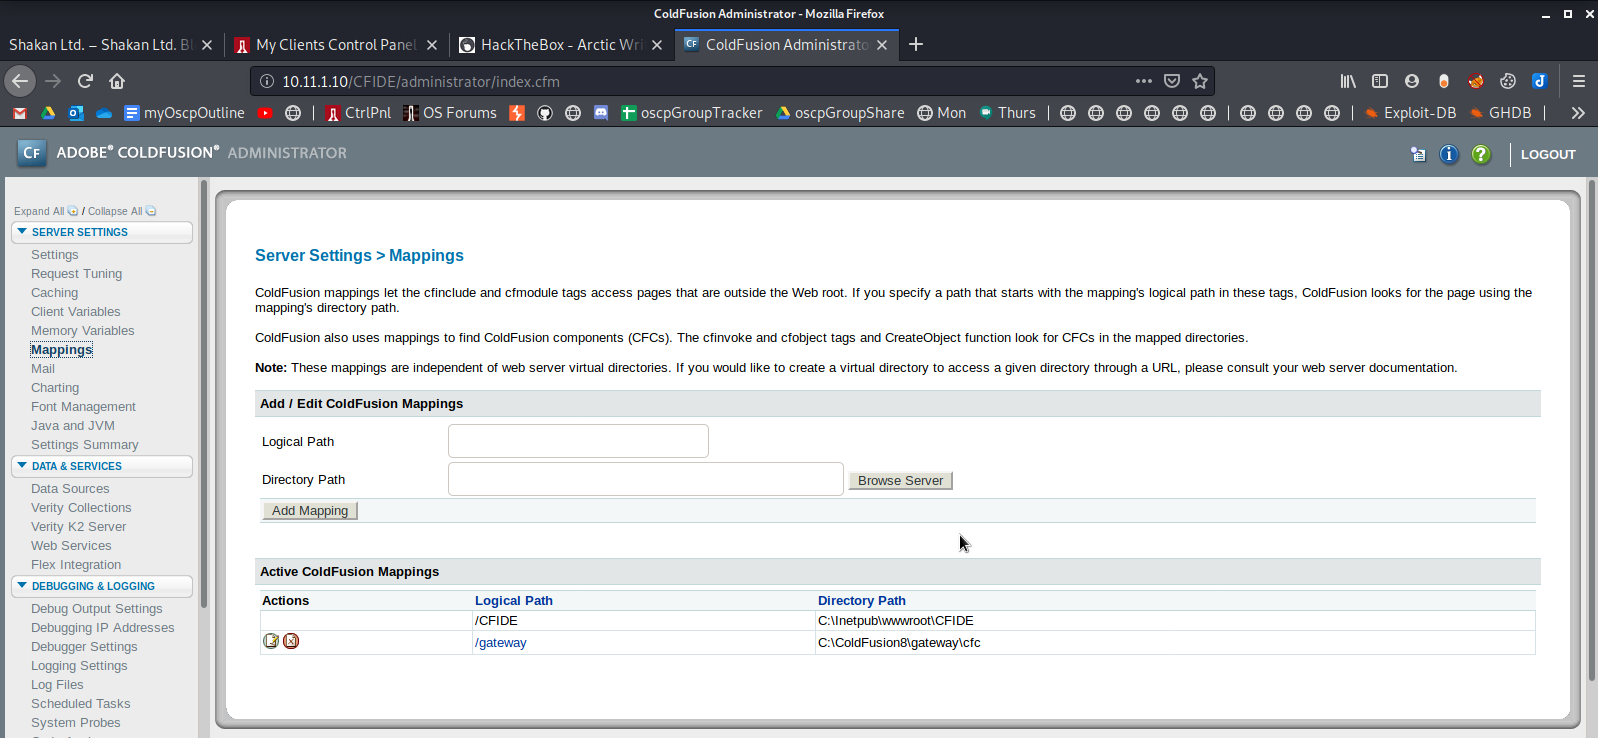 ColdFusion Administrator - Mozilla Firefox
Shakan Ltd. – Shakan Ltd. Bl
My Clients Control Panel
HackTheBox - Arctic Wri
ColdFusion Administrato
10.11.1.10/CFIDE/administrator/index.cfm
myOscpOutline
CtrlPnl
OS Forums
oscpGroupTracker
oscpGroupShare
Mon
Thurs
Exploit-DB
GHDB
CF ADOBE® COLDFUSION® ADMINISTRATOR
LOGOUT
Expand All / Collapse All
SERVER SETTINGS
Settings
Request Tuning
Caching
Client Variables
Memory Variables
Mappings
Mail
Charting
Font Management
Java and JVM
Settings Summary
DATA & SERVICES
Data Sources
Verity Collections
Verity K2 Server
Web Services
Flex Integration
DEBUGGING & LOGGING
Debug Output Settings
Debugging IP Addresses
Debugger Settings
Logging Settings
Log Files
Scheduled Tasks
System Probes
Server Settings > Mappings
ColdFusion mappings let the cfinclude and cfmodule tags access pages that are outside the Web root. If you specify a path that starts with the mapping's logical path in these tags, ColdFusion looks for the page using the
mapping's directory path.
ColdFusion also uses mappings to find ColdFusion components (CFCs). The cfinvoke and cfobject tags and CreateObject function look for CFCs in the mapped directories.
Note: These mappings are independent of web server virtual directories. If you would like to create a virtual directory to access a given directory through a URL, please consult your web server documentation.
Add / Edit ColdFusion Mappings
Logical Path
Directory Path
Browse Server
Add Mapping
Active ColdFusion Mappings
Actions Logical Path Directory Path
/CFIDE C:\Inetpub\wwwroot\CFIDE
/gateway C:\ColdFusion8\gateway\cfc